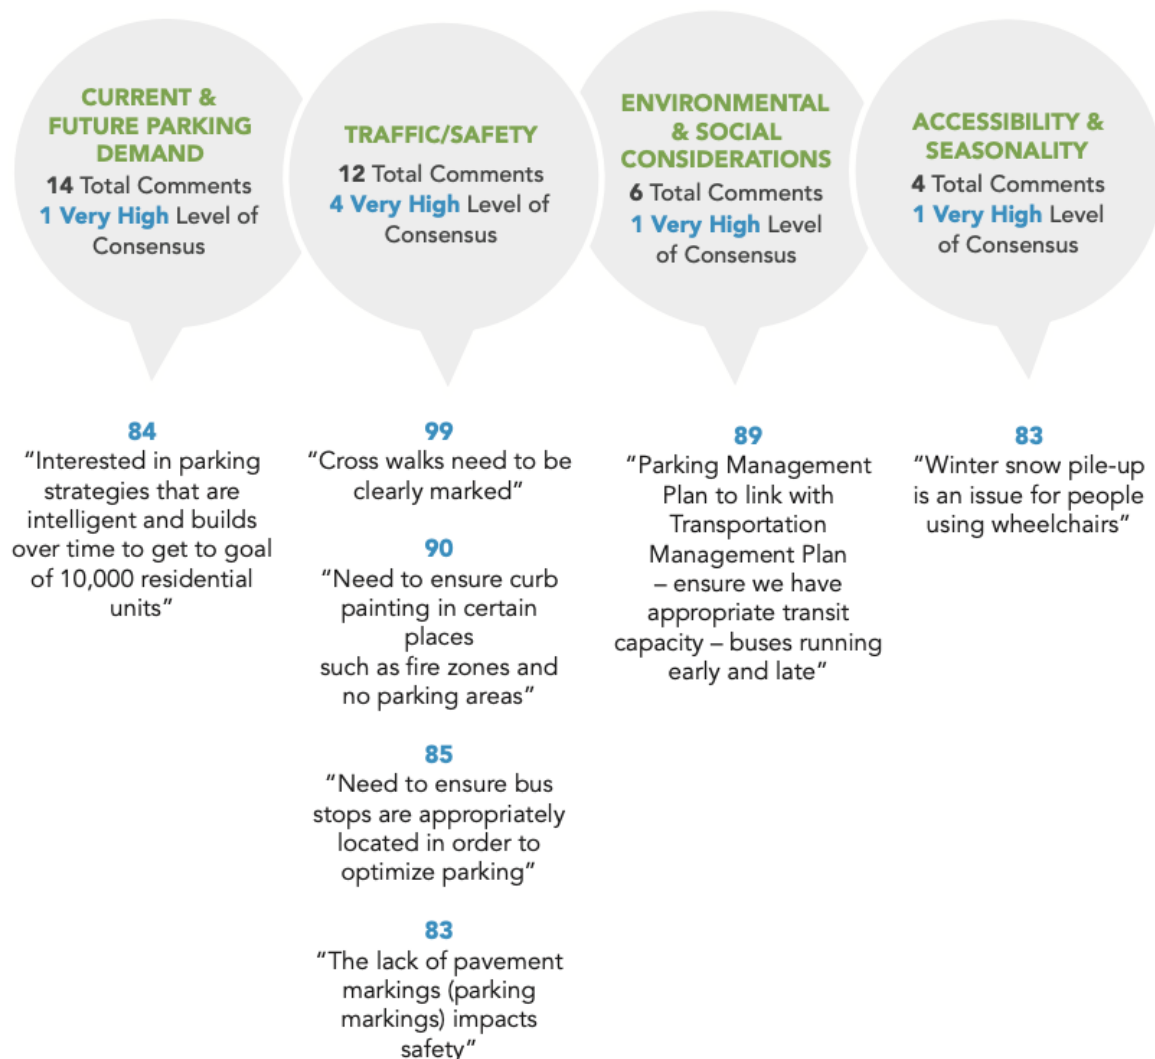 CURRENT &
FUTURE PARKING
DEMAND
14 Total Comments
1 Very High Level of
Consensus
84
“Interested in parking
strategies that are
intelligent and builds
over time to get to goal
of 10,000 residential
units”
TRAFFIC/SAFETY
12 Total Comments
4 Very High Level of
Consensus
99
“Cross walks need to be
clearly marked”
90
“Need to ensure curb
painting in certain
places
such as fire zones and
no parking areas”
85
“Need to ensure bus
stops are appropriately
located in order to
optimize parking”
83
“The lack of pavement
markings (parking
markings) impacts
safety”
ENVIRONMENTAL
& SOCIAL
CONSIDERATIONS
6 Total Comments
1 Very High Level
of Consensus
89
“Parking Management
Plan to link with
Transportation
Management Plan
– ensure we have
appropriate transit
capacity – buses running
early and late”
ACCESSIBILITY &
SEASONALITY
4 Total Comments
1 Very High Level
of Consensus
83
“Winter snow pile-up
is an issue for people
using wheelchairs”